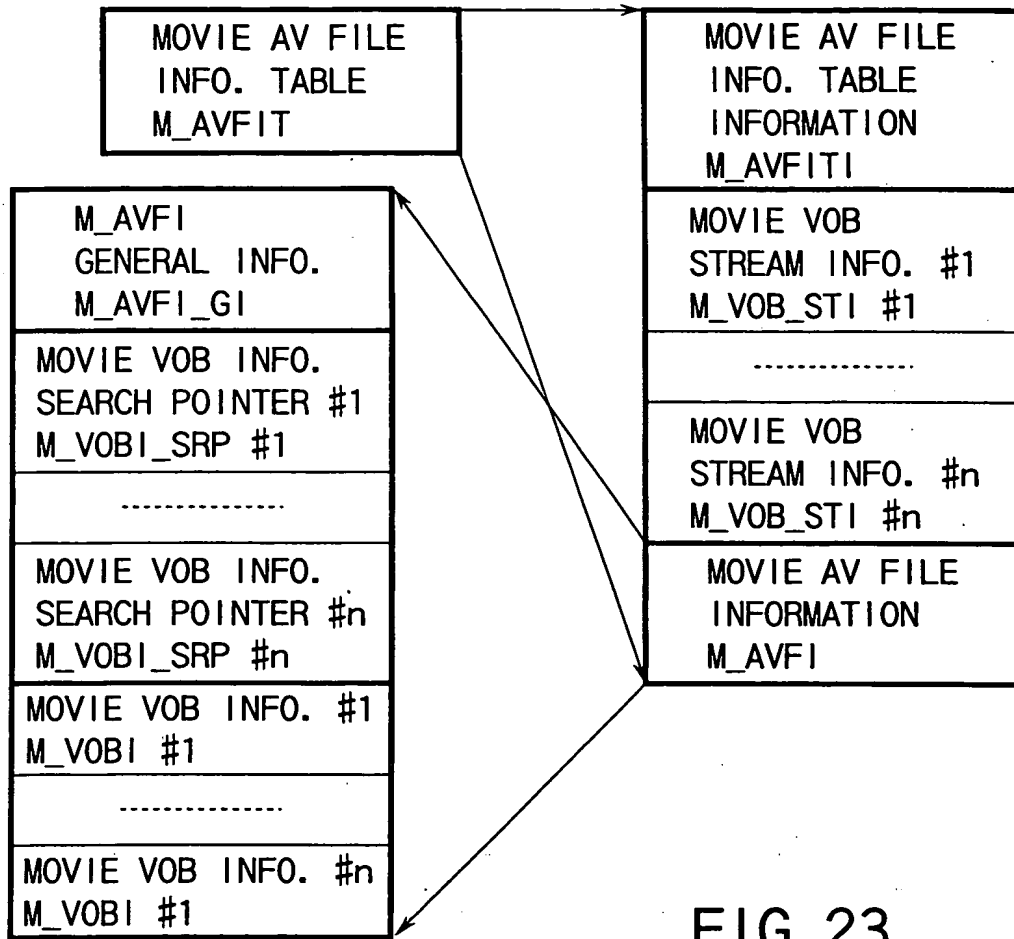 MOVIE AV FILE
INFO. TABLE
M_AVFIT
MOVIE AV FILE
INFO. TABLE
INFORMATION
M_AVFITI
MOVIE VOB
STREAM INFO. #1
M_VOB_STI #1
MOVIE VOB
STREAM INFO. #n
M_VOB_STI #n
MOVIE AV FILE
INFORMATION
M_AVFI
M_AVFI
GENERAL INFO.
M_AVFI_GI
MOVIE VOB INFO.
SEARCH POINTER #1
M_VOBI_SRP #1
MOVIE VOB INFO.
SEARCH POINTER #n
M_VOBI_SRP #n
MOVIE VOB INFO. #1
M_VOBI #1
MOVIE VOB INFO. #n
M_VOBI #1
FIG. 23